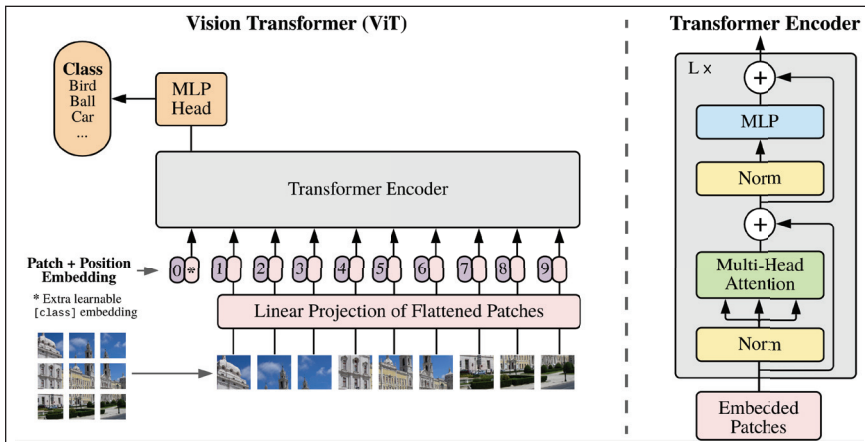 Vision Transformer (ViT)
Class
Bird
Ball
Car
...
MLP
Head
Transformer Encoder
Patch + Position
Embedding
0 * 1 2 3 4 5 6 7 8 9
* Extra learnable
[class] embedding
Linear Projection of Flattened Patches
Transformer Encoder
L ×
+
MLP
Norm
+
Multi-Head
Attention
Norm
Embedded
Patches